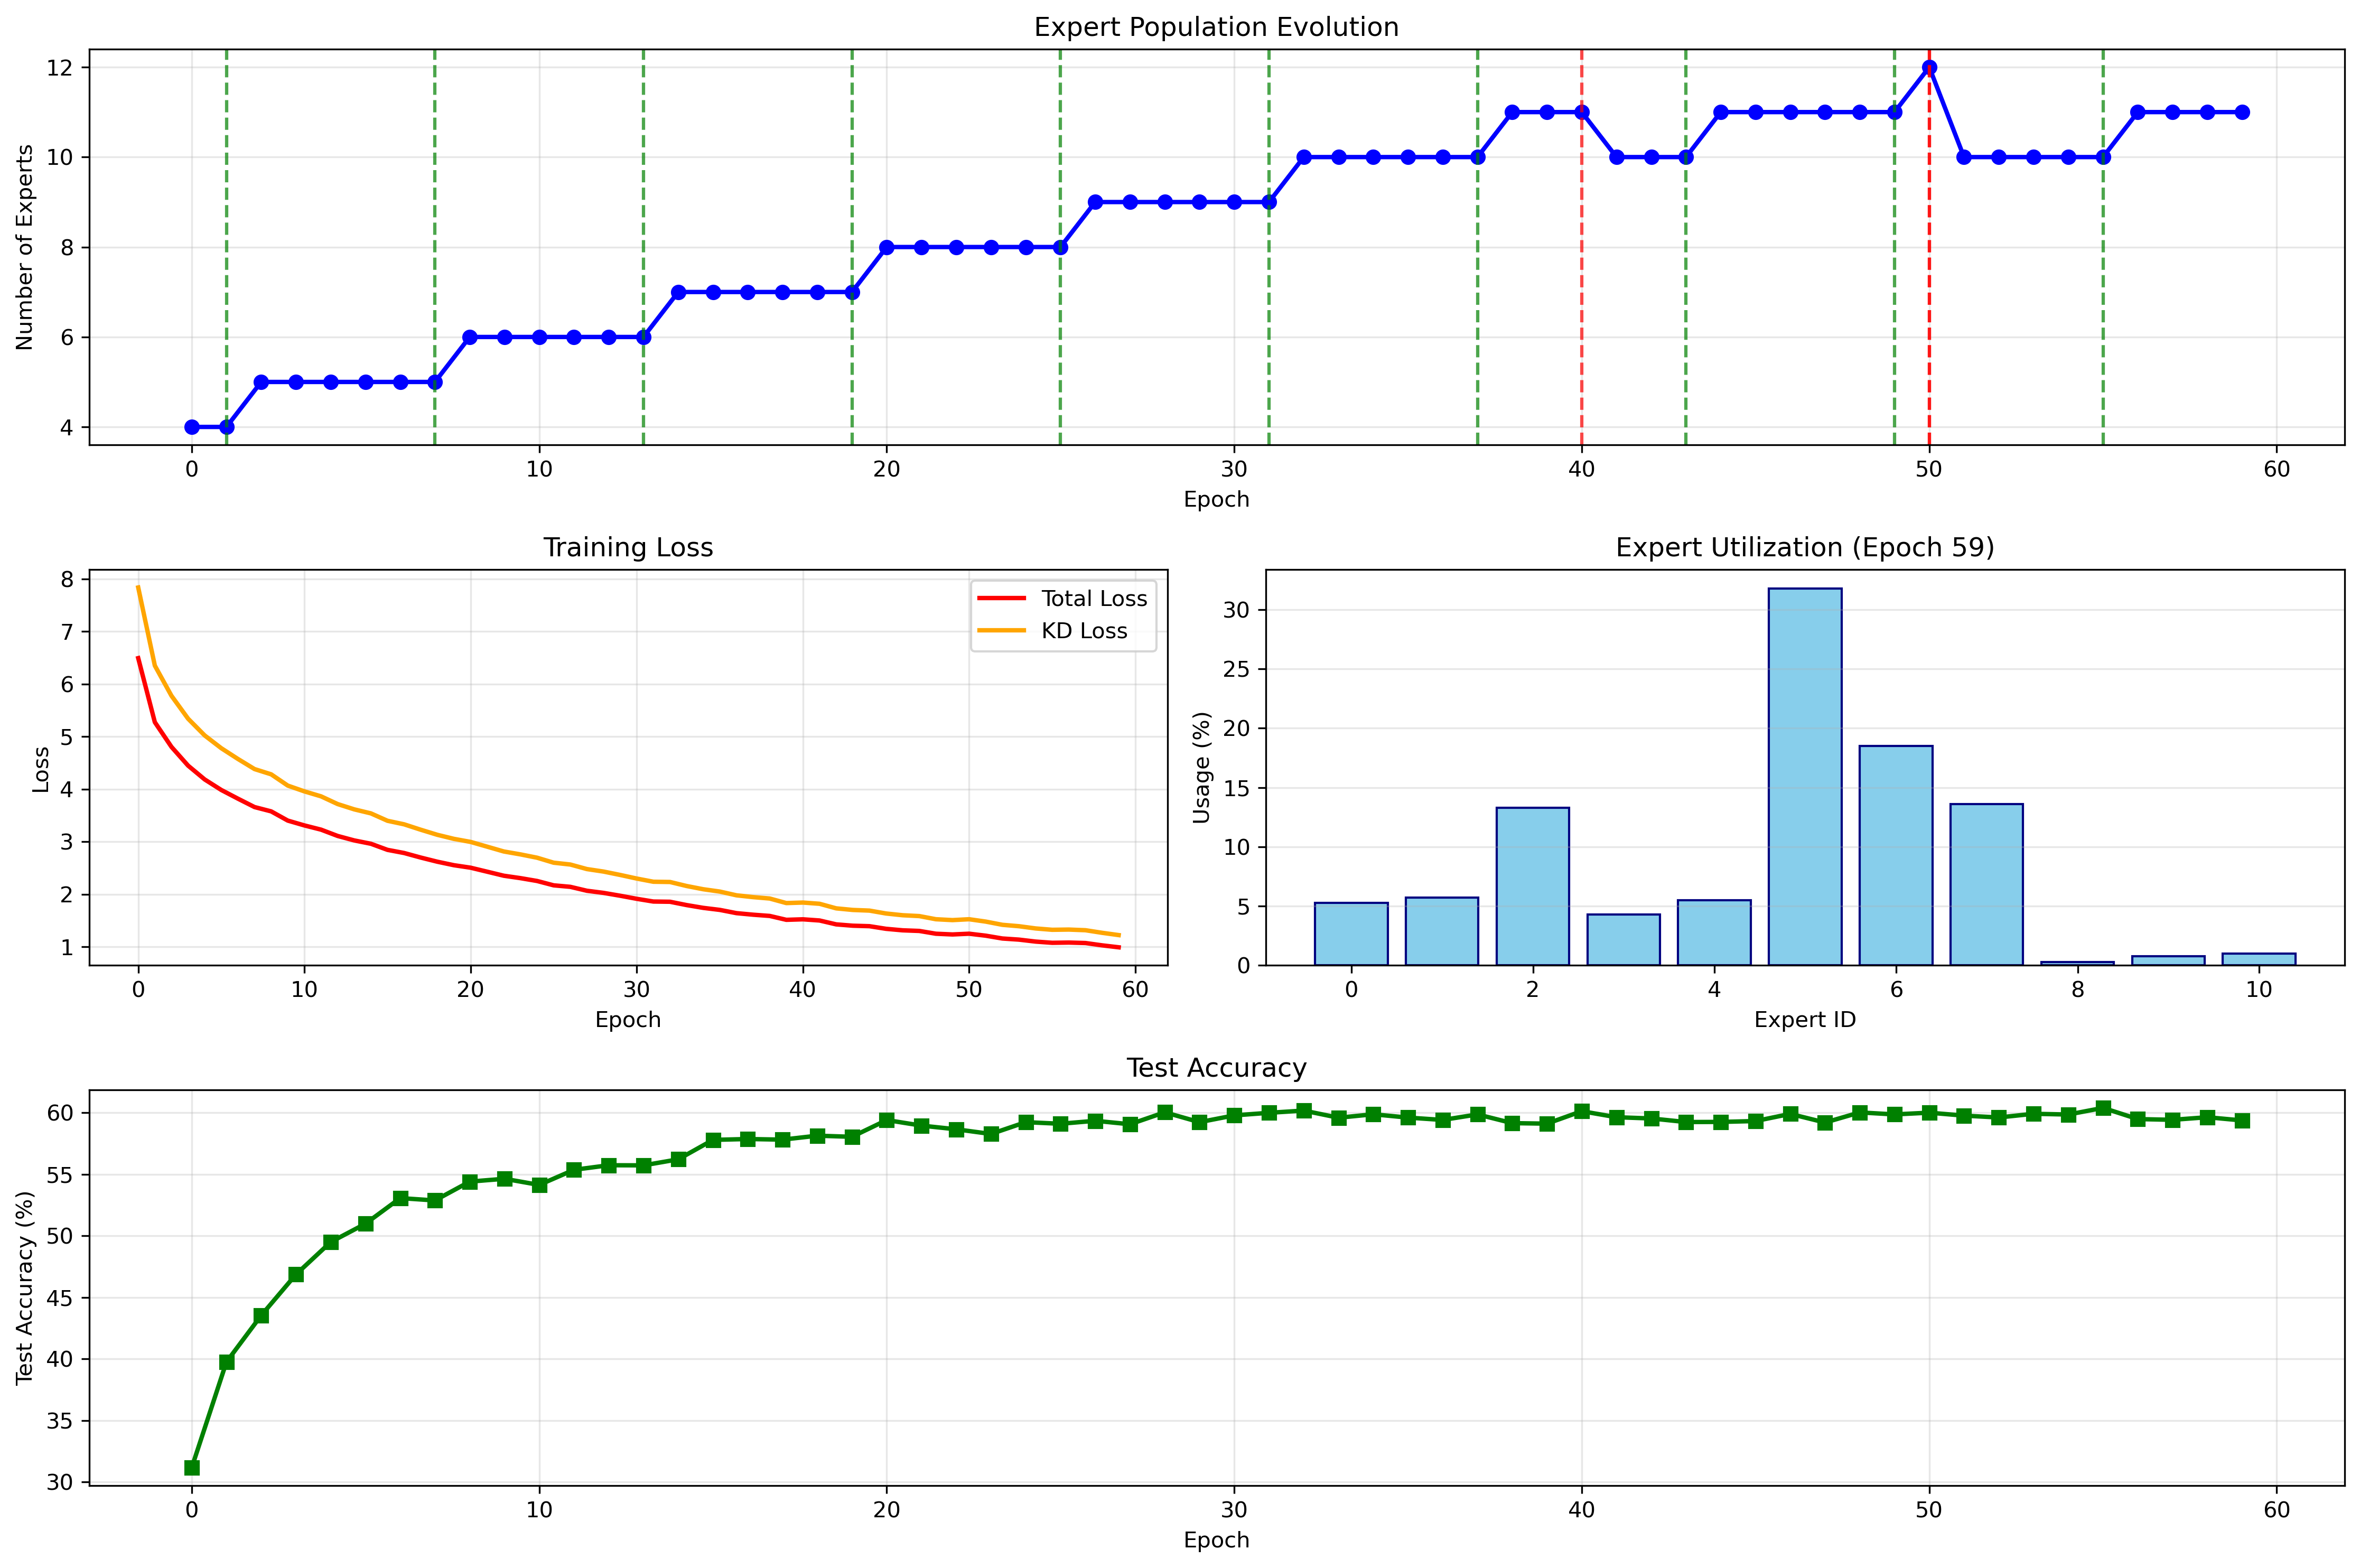 Expert Population Evolution
Number of Experts
12
10
8
6
4
0 10 20 30 40 50 60
Epoch
Training Loss
Loss
8
7
6
5
4
3
2
1
Total Loss
KD Loss
0 10 20 30 40 50 60
Epoch
Expert Utilization (Epoch 59)
Usage (%)
30
25
20
15
10
5
0
0 2 4 6 8 10
Expert ID
Test Accuracy
Test Accuracy (%)
60
55
50
45
40
35
30
0 10 20 30 40 50 60
Epoch